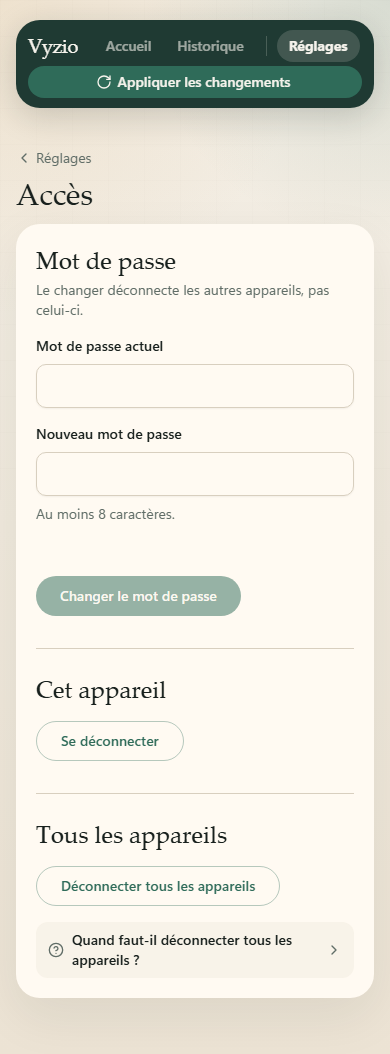 Vyzio Accueil Historique Réglages
Appliquer les changements
Réglages
Accès
Mot de passe
Le changer déconnecte les autres appareils, pas
celui-ci.
Mot de passe actuel
Nouveau mot de passe
Au moins 8 caractères.
Changer le mot de passe
Cet appareil
Se déconnecter
Tous les appareils
Déconnecter tous les appareils
Quand faut-il déconnecter tous les
appareils ?